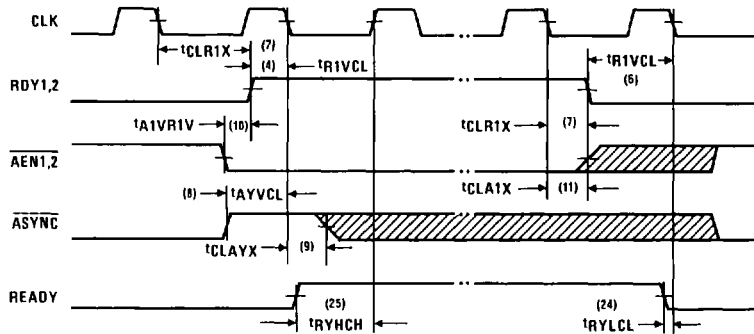 CLK
tCLR1X (7)
(4) tR1VCL
tR1VCL
(6)
RDY1,2
tA1VR1V (10)
tCLR1X (7)
AEN1,2
(8) tAYVCL
tCLA1X (11)
ASYNC
tCLAYX (9)
READY
(25)
(24)
tRYHCH
tRYLCL